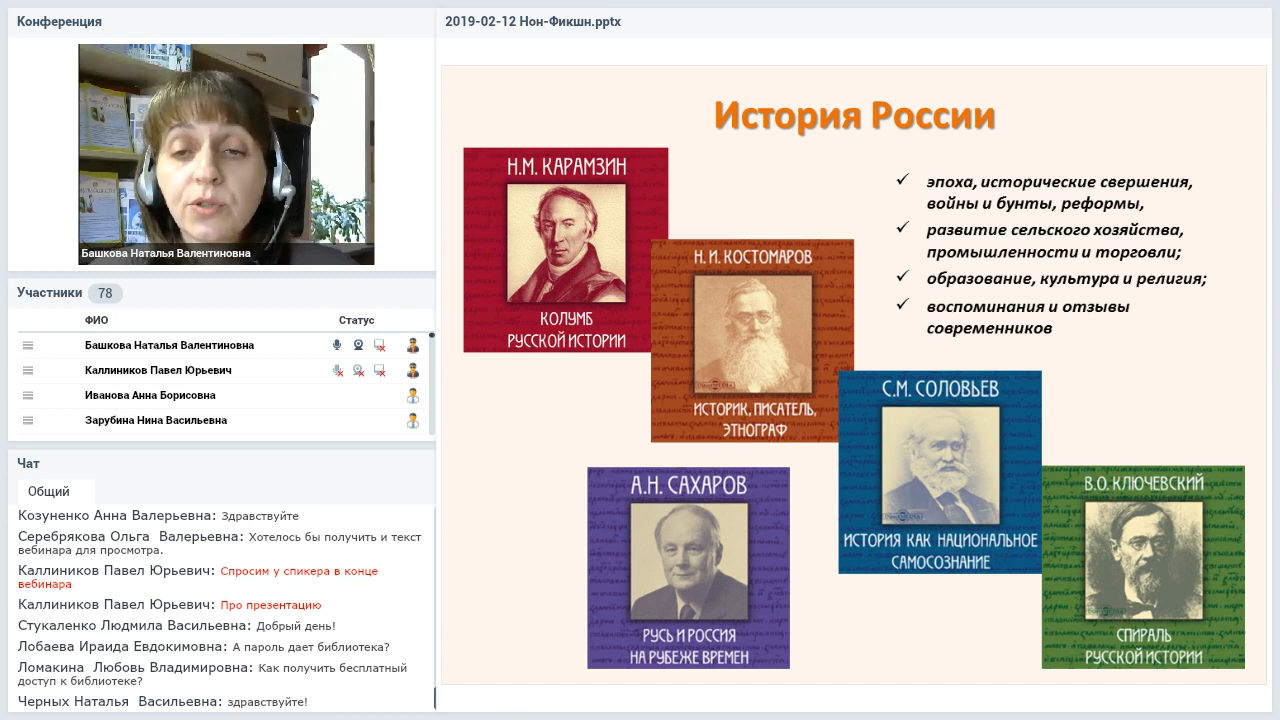 Конференция
Башкова Наталья Валентиновна
Участники 78
ФИО Статус
Башкова Наталья Валентиновна
Каллиников Павел Юрьевич
Иванова Анна Борисовна
Зарубина Нина Васильевна
Чат
Общий
Козуненко Анна Валерьевна: Здравствуйте
Серебрякова Ольга Валерьевна: Хотелось бы получить и текст
вебинара для просмотра.
Каллиников Павел Юрьевич: Спросим у спикера в конце
вебинара
Каллиников Павел Юрьевич: Про презентацию
Стукаленко Людмила Васильевна: Добрый день!
Лобаева Ираида Евдокимовна: А пароль дает библиотека?
Ломкина Любовь Владимировна: Как получить бесплатный
доступ к библиотеке?
Черных Наталья Васильевна: здравствуйте!
2019-02-12 Нон-Фикшн.pptx
История России
Н.М. КАРАМЗИН
КОЛУМБ
РУССКОЙ ИСТОРИИ
Н. И. КОСТОМАРОВ
ИСТОРИК, ПИСАТЕЛЬ,
ЭТНОГРАФ
С.М. СОЛОВЬЕВ
ИСТОРИЯ КАК НАЦИОНАЛЬНОЕ
САМОСОЗНАНИЕ
А.Н. САХАРОВ
РУСЬ И РОССИЯ
НА РУБЕЖЕ ВРЕМЕН
В.О. КЛЮЧЕВСКИЙ
СПИРАЛЬ
РУССКОЙ ИСТОРИИ
эпоха, исторические свершения,
войны и бунты, реформы,
развитие сельского хозяйства,
промышленности и торговли;
образование, культура и религия;
воспоминания и отзывы
современников